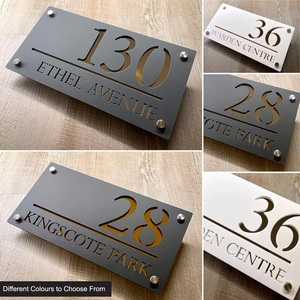 130
ETHEL AVENUE
36
WARDEN CENTRE
28
KINGSCOTE PARK
28
SCOTE PARK
36
DEN CENTRE
Different Colours to Choose From